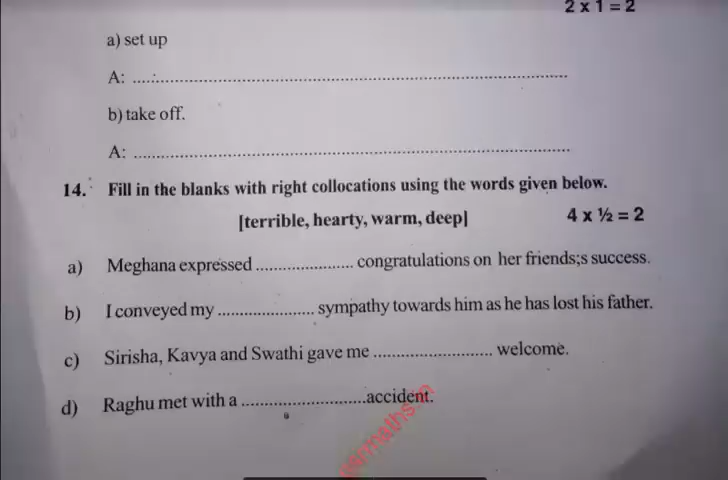 2 x 1 = 2
a) set up
A: ................................................................
b) take off.
A: ................................................................
14. Fill in the blanks with right collocations using the words given below.
[terrible, hearty, warm, deep] 4 x ½ = 2
a) Meghana expressed ...................... congratulations on her friends;s success.
b) I conveyed my ...................... sympathy towards him as he has lost his father.
c) Sirisha, Kavya and Swathi gave me ........................... welcome.
d) Raghu met with a ............................accident.